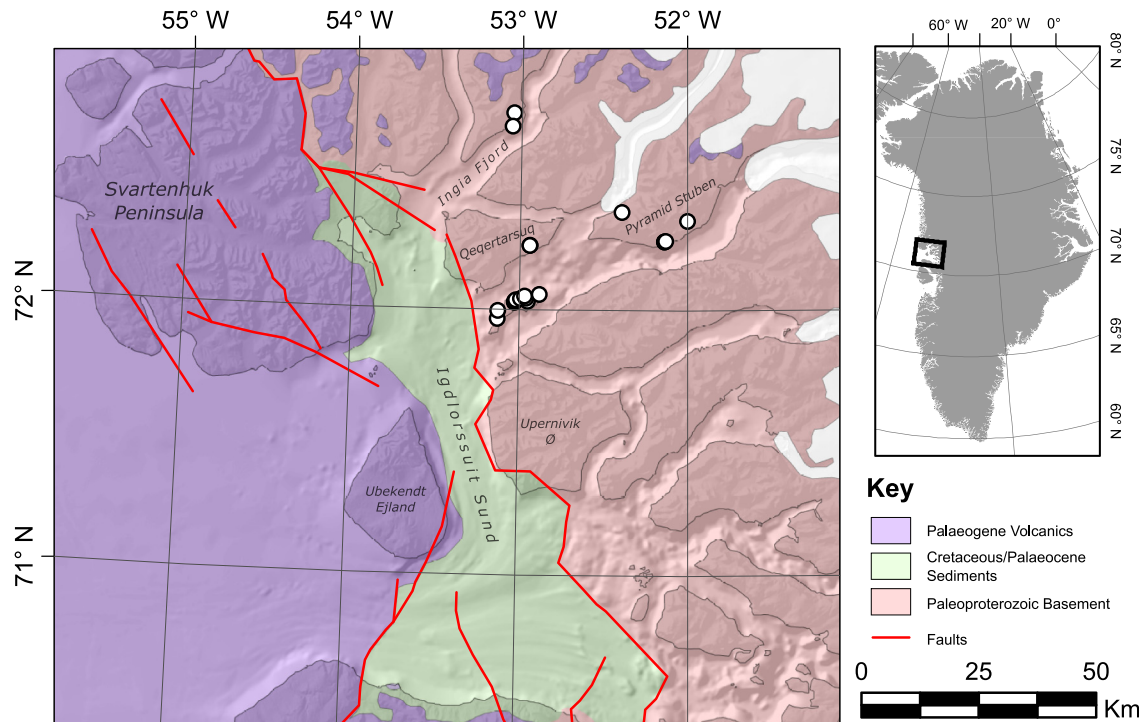 55° W
54° W
53° W
52° W
72° N
71° N
Svartenhuk
Peninsula
Ingia Fjord
Qeqertarsuq
Pyramid Stuben
Igdlorssuit Sund
Upernivik
Ø
Ubekendt
Ejland
60° W
20° W
0°
80° N
75° N
70° N
65° N
60° N
Key
Palaeogene Volcanics
Cretaceous/Palaeocene
Sediments
Paleoproterozoic Basement
Faults
0
25
50
Km